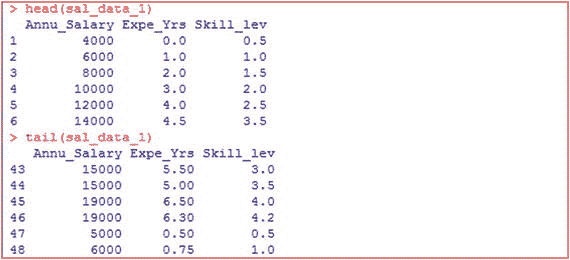 > head(sal_data_1)
  Annu_Salary Expe_Yrs Skill_lev
1        4000      0.0       0.5
2        6000      1.0       1.0
3        8000      2.0       1.5
4       10000      3.0       2.0
5       12000      4.0       2.5
6       14000      4.5       3.5
> tail(sal_data_1)
   Annu_Salary Expe_Yrs Skill_lev
43       15000     5.50       3.0
44       15000     5.00       3.5
45       19000     6.50       4.0
46       19000     6.30       4.2
47        5000     0.50       0.5
48        6000     0.75       1.0